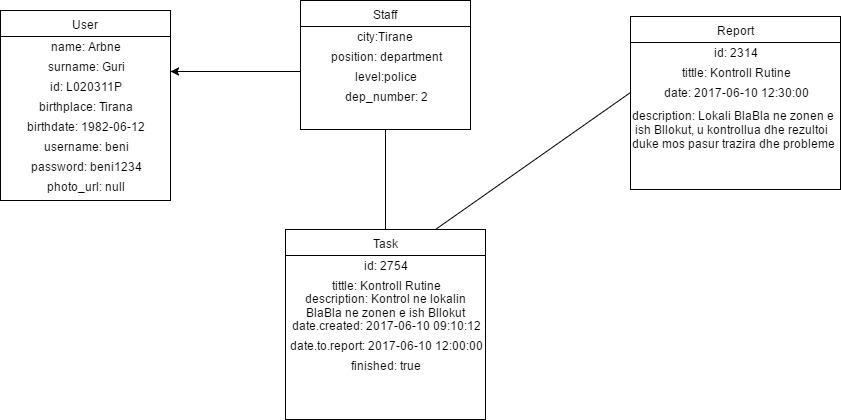 User
name: Arbne
surname: Guri
id: L020311P
birthplace: Tirana
birthdate: 1982-06-12
username: beni
password: beni1234
photo_url: null
Staff
city:Tirane
position: department
level:police
dep_number: 2
Report
id: 2314
tittle: Kontroll Rutine
date: 2017-06-10 12:30:00
description: Lokali BlaBla ne zonen e
ish Bllokut, u kontrollua dhe rezultoi
duke mos pasur trazira dhe probleme
Task
id: 2754
tittle: Kontroll Rutine
description: Kontrol ne lokalin
BlaBla ne zonen e ish Bllokut
date.created: 2017-06-10 09:10:12
date.to.report: 2017-06-10 12:00:00
finished: true